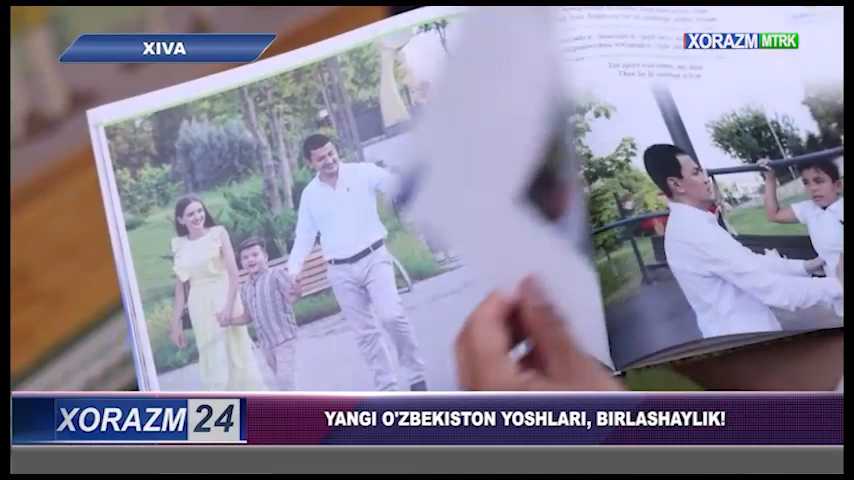 XIVA
XORAZM MTRK
XORAZM 24
YANGI O'ZBEKISTON YOSHLARI, BIRLASHAYLIK!